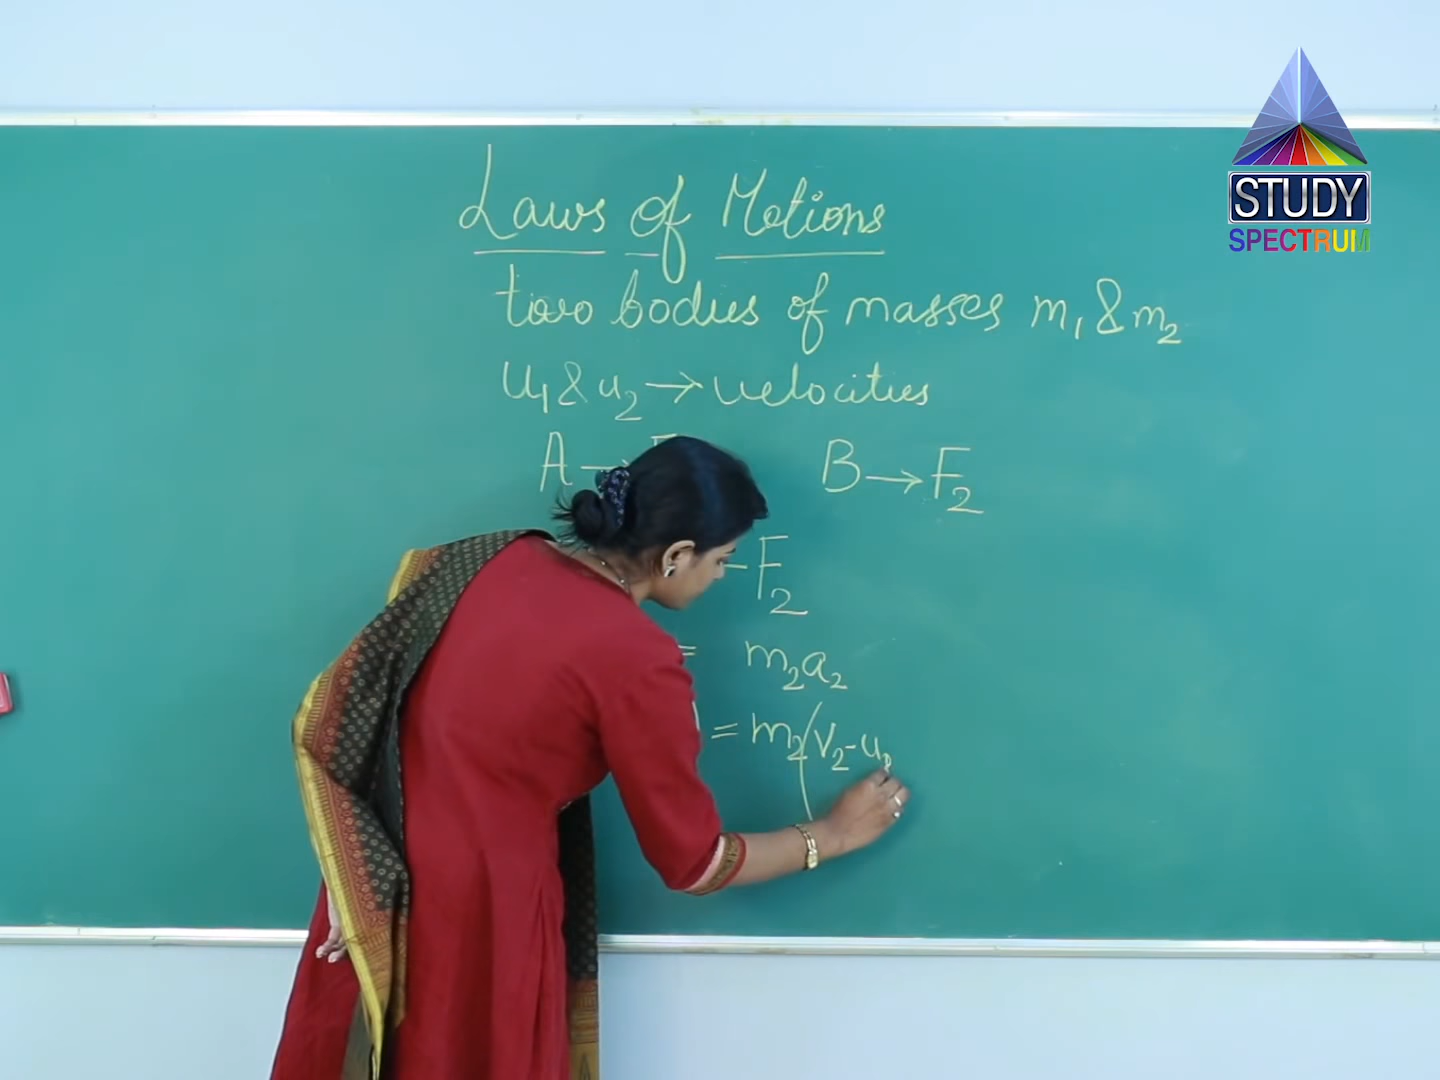 Laws of Motions
two bodies of masses m₁ & m₂
u₁ & u₂ → velocities
A → B → F₂
- F₂
= m₂a₂
) = m₂(v₂-u₂
STUDY
SPECTRUM